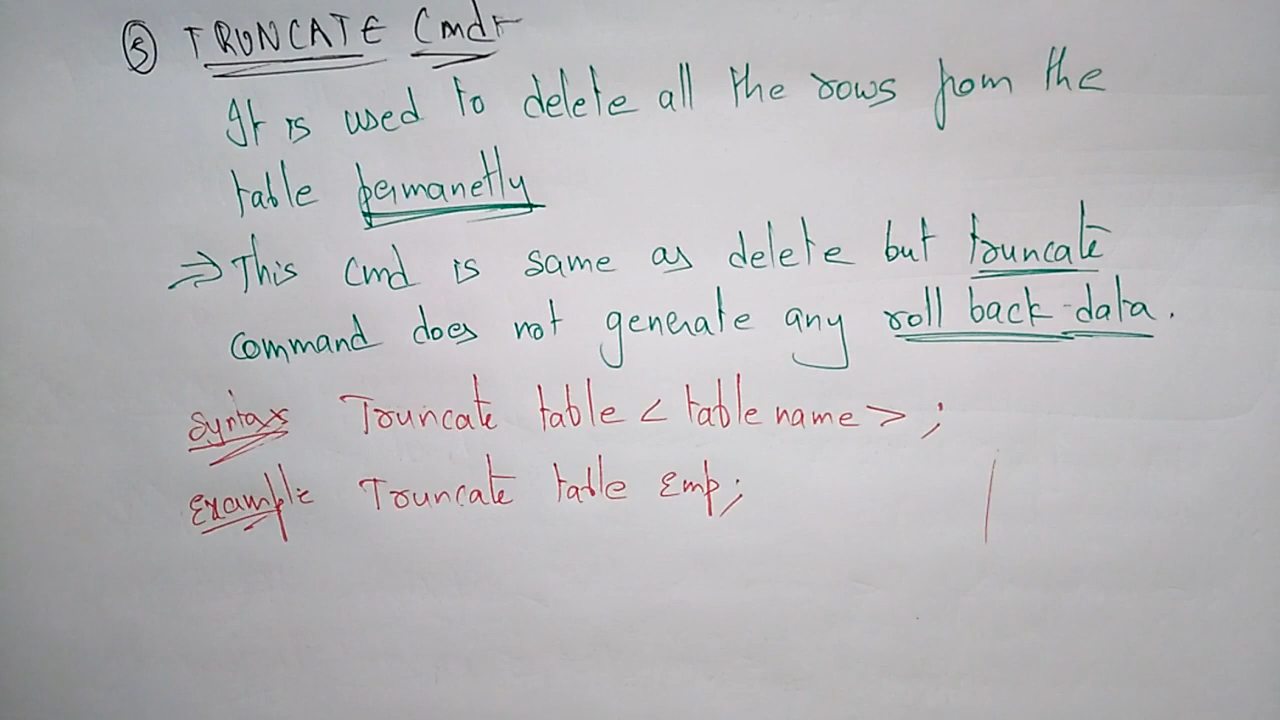 ⑤ TRUNCATE Cmd:-
It is used to delete all the rows from the
table permanetly
⇒ This cmd is same as delete but truncate
command does not generate any roll back data.
Syntax Truncate table < table name > ;
Example Truncate table Emp;